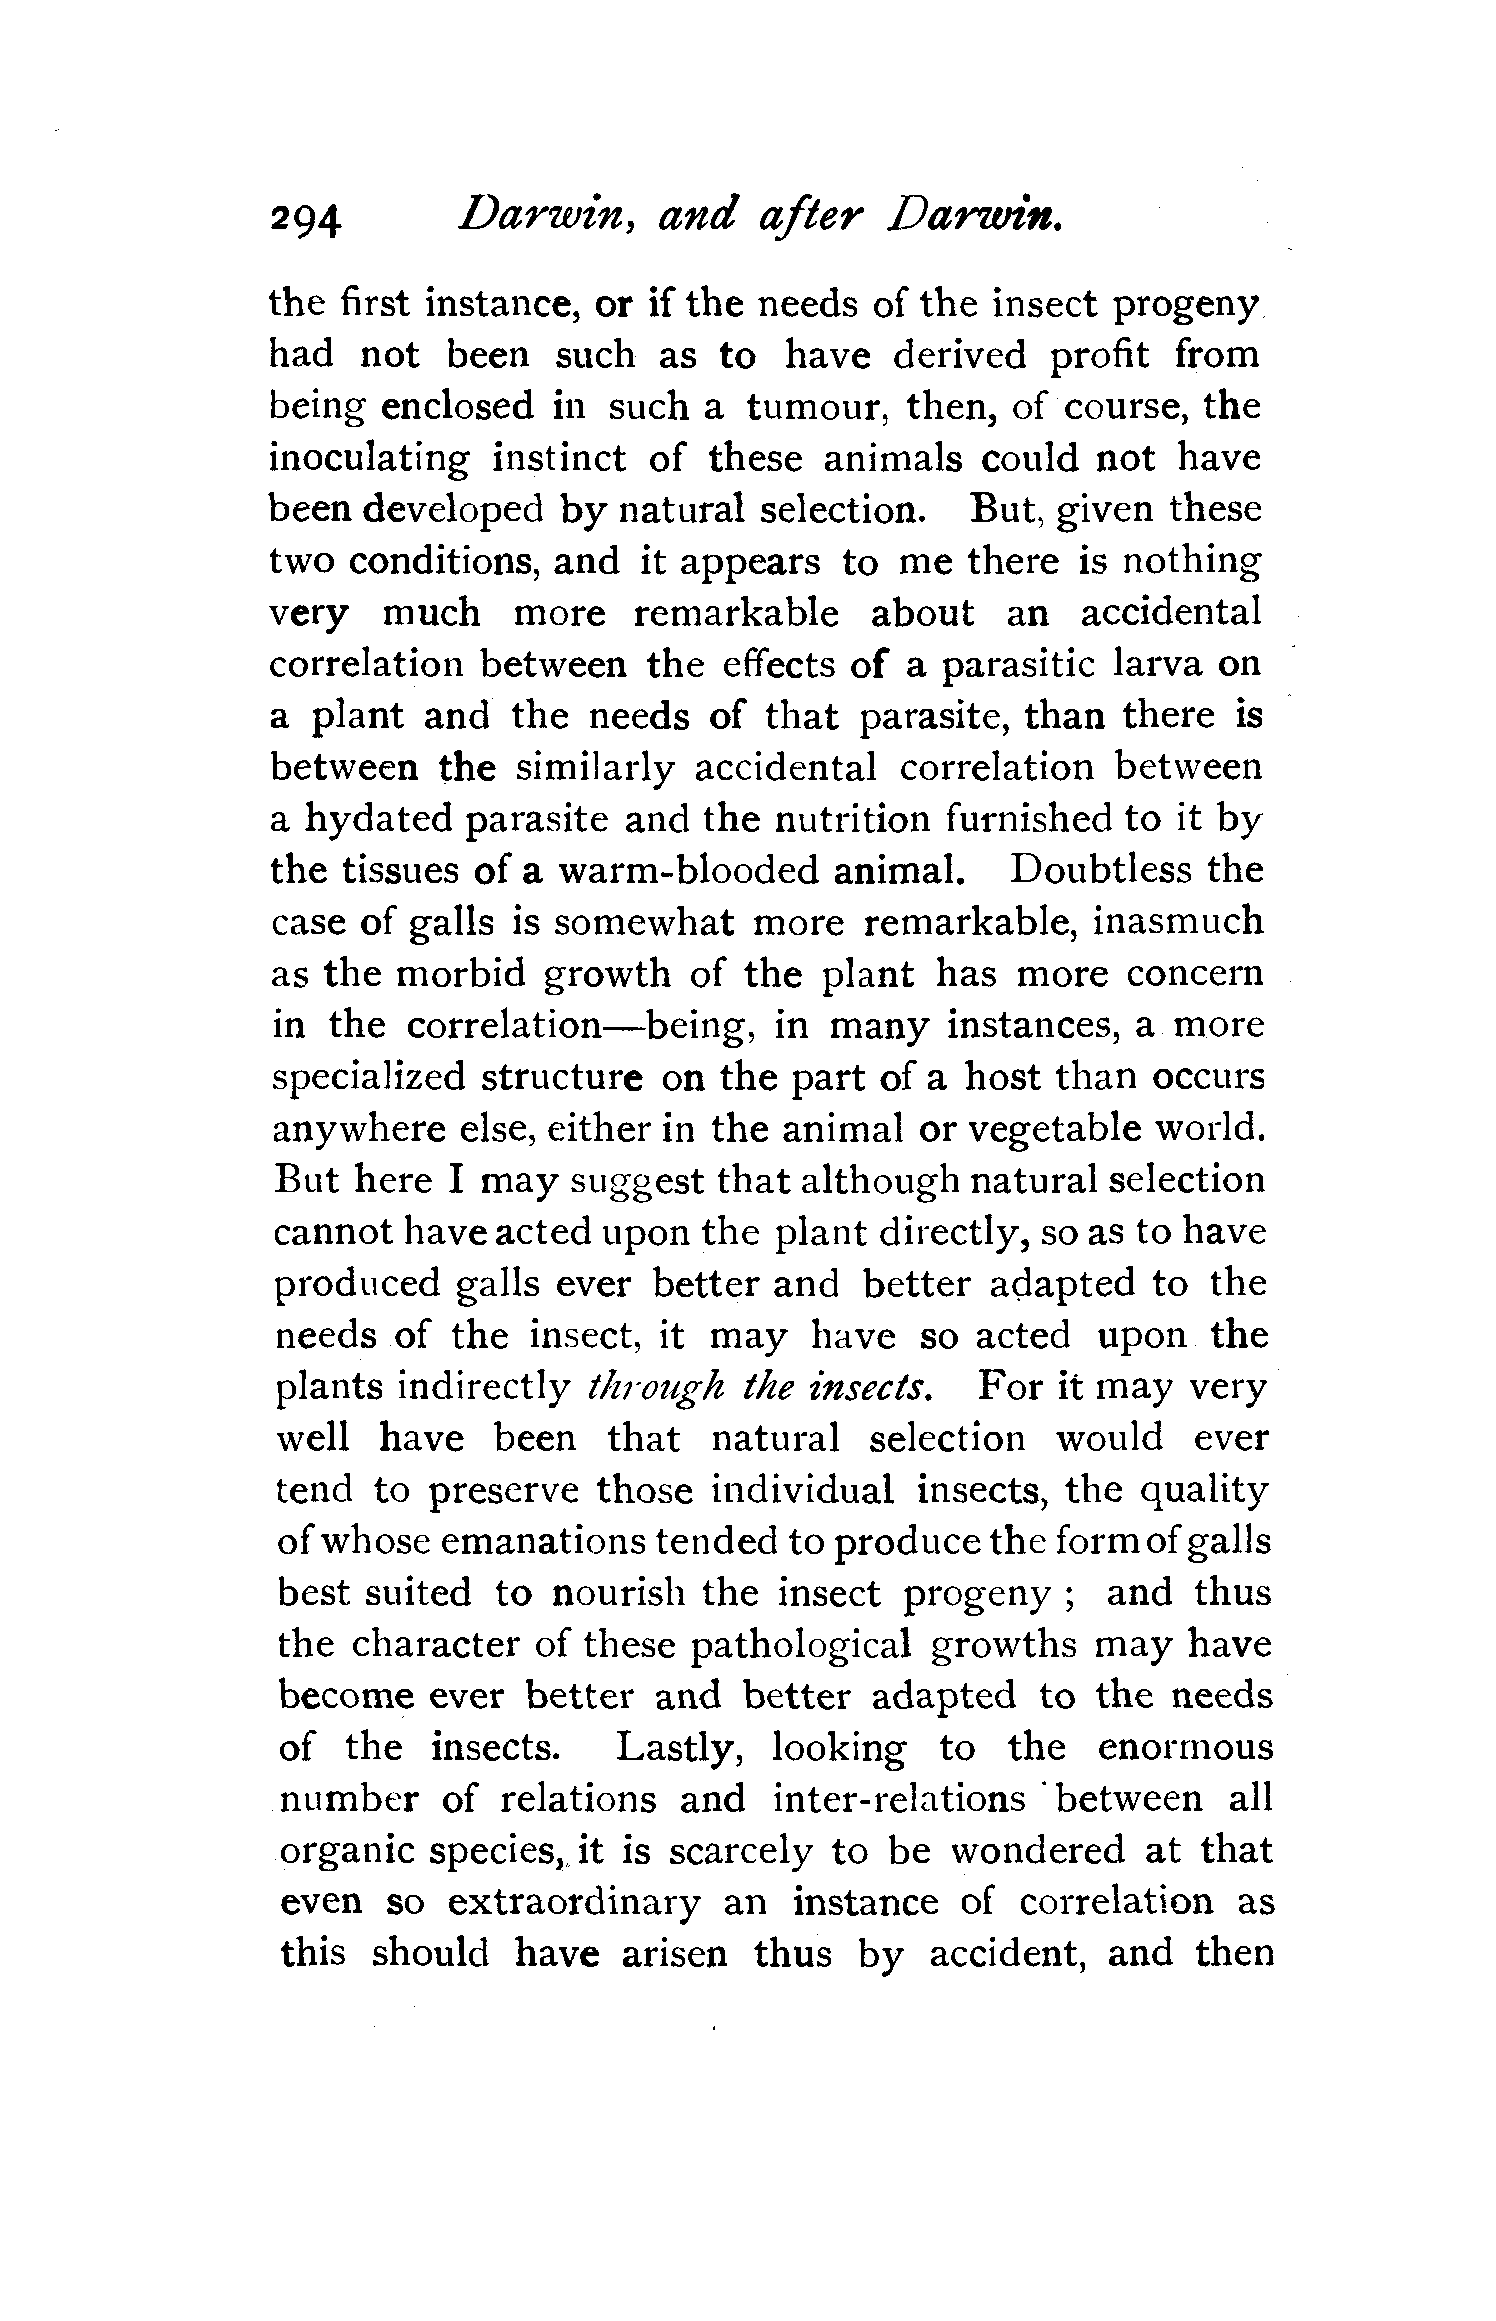 294 Darwin, and after Darwin.
the first instance, or if the needs of the insect progeny
had not been such as to have derived profit from
being enclosed in such a tumour, then, of course, the
inoculating instinct of these animals could not have
been developed by natural selection. But, given these
two conditions, and it appears to me there is nothing
very much more remarkable about an accidental
correlation between the effects of a parasitic larva on
a plant and the needs of that parasite, than there is
between the similarly accidental correlation between
a hydated parasite and the nutrition furnished to it by
the tissues of a warm-blooded animal. Doubtless the
case of galls is somewhat more remarkable, inasmuch
as the morbid growth of the plant has more concern
in the correlation—being, in many instances, a more
specialized structure on the part of a host than occurs
anywhere else, either in the animal or vegetable world.
But here I may suggest that although natural selection
cannot have acted upon the plant directly, so as to have
produced galls ever better and better adapted to the
needs of the insect, it may have so acted upon the
plants indirectly through the insects. For it may very
well have been that natural selection would ever
tend to preserve those individual insects, the quality
of whose emanations tended to produce the form of galls
best suited to nourish the insect progeny ; and thus
the character of these pathological growths may have
become ever better and better adapted to the needs
of the insects. Lastly, looking to the enormous
number of relations and inter-relations between all
organic species, it is scarcely to be wondered at that
even so extraordinary an instance of correlation as
this should have arisen thus by accident, and then